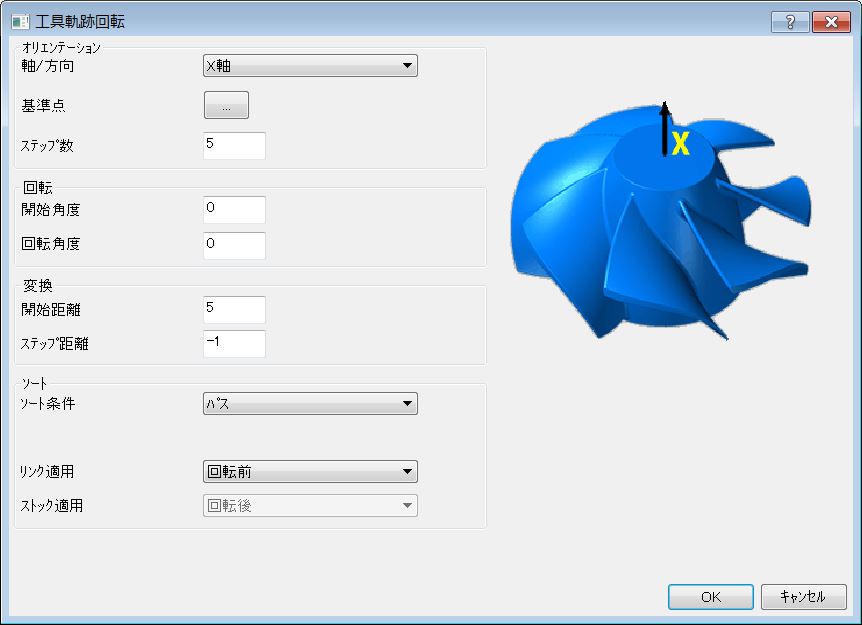 工具軌跡回転
オリエンテーション
軸/方向 X軸
基準点 ...
ステップ数 5
回転
開始角度 0
回転角度 0
変換
開始距離 5
ステップ距離 -1
ソート
ソート条件 パス
リンク適用 回転前
ストック適用 回転後
X
OK キャンセル